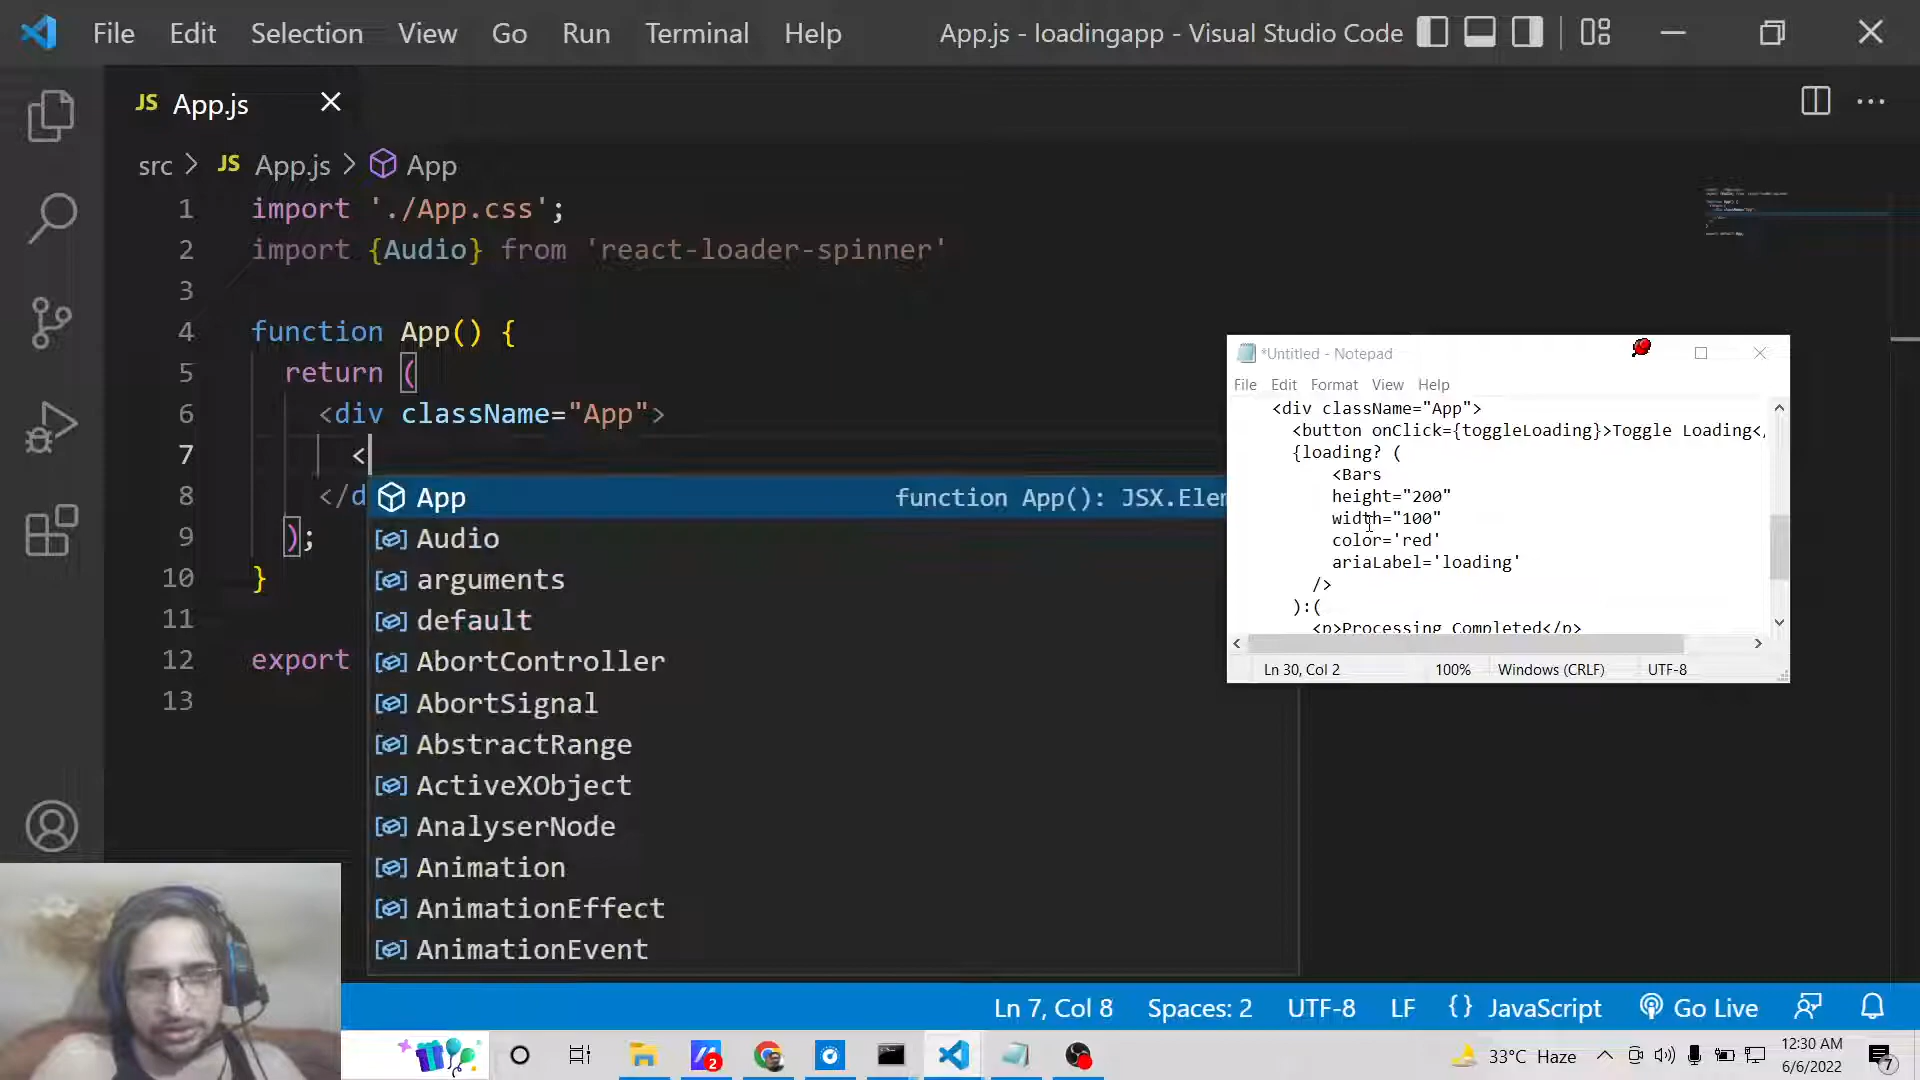 File Edit Selection View Go Run Terminal Help
App.js - loadingapp - Visual Studio Code
JS App.js
src > JS App.js > App
1 import './App.css';
2 import {Audio} from 'react-loader-spinner'
3
4 function App() {
5 return (
6 <div className="App">
7 <
8 </d
9 );
10 }
11
12 export
13
App function App(): JSX.Elem
Audio
arguments
default
AbortController
AbortSignal
AbstractRange
ActiveXObject
AnalyserNode
Animation
AnimationEffect
AnimationEvent
*Untitled - Notepad
File Edit Format View Help
<div className="App">
<button onClick={toggleLoading}>Toggle Loading</
{loading? (
<Bars
height="200"
width="100"
color='red'
ariaLabel='loading'
/>
):(
<p>Processing Completed</p>
Ln 30, Col 2 100% Windows (CRLF) UTF-8
Ln 7, Col 8 Spaces: 2 UTF-8 LF {} JavaScript Go Live
2
33°C Haze
12:30 AM
6/6/2022
7